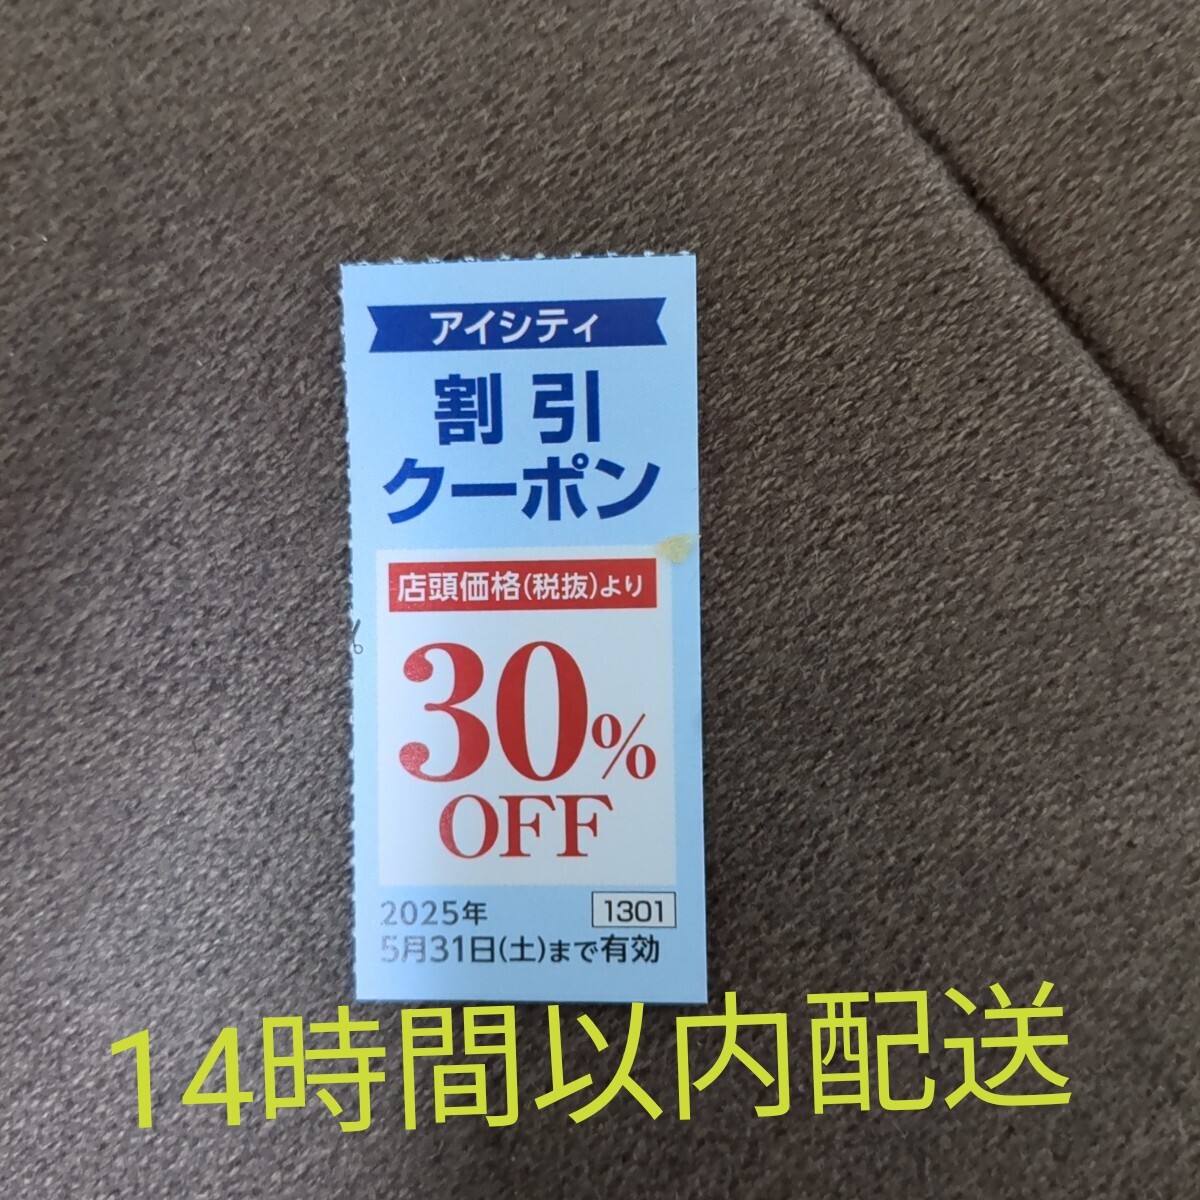 アイシティ
割引
クーポン
店頭価格(税抜)より
30%
OFF
2025年
1301
5月31日(土)まで有効
14時間以内配送